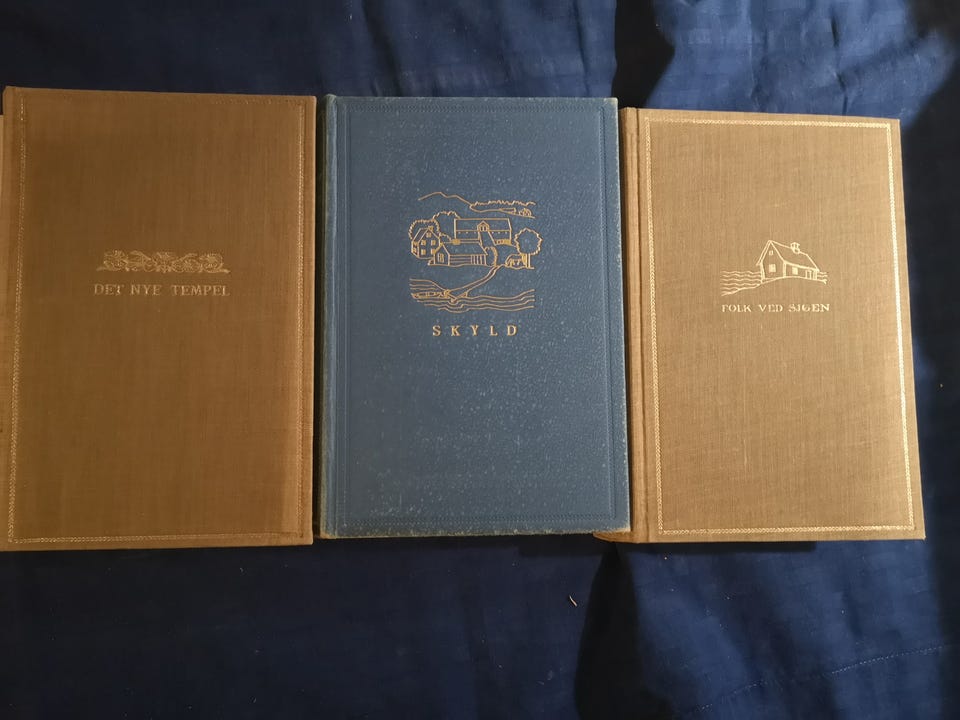 DET NYE TEMPEL
SKYLD
FOLK VED SJØEN